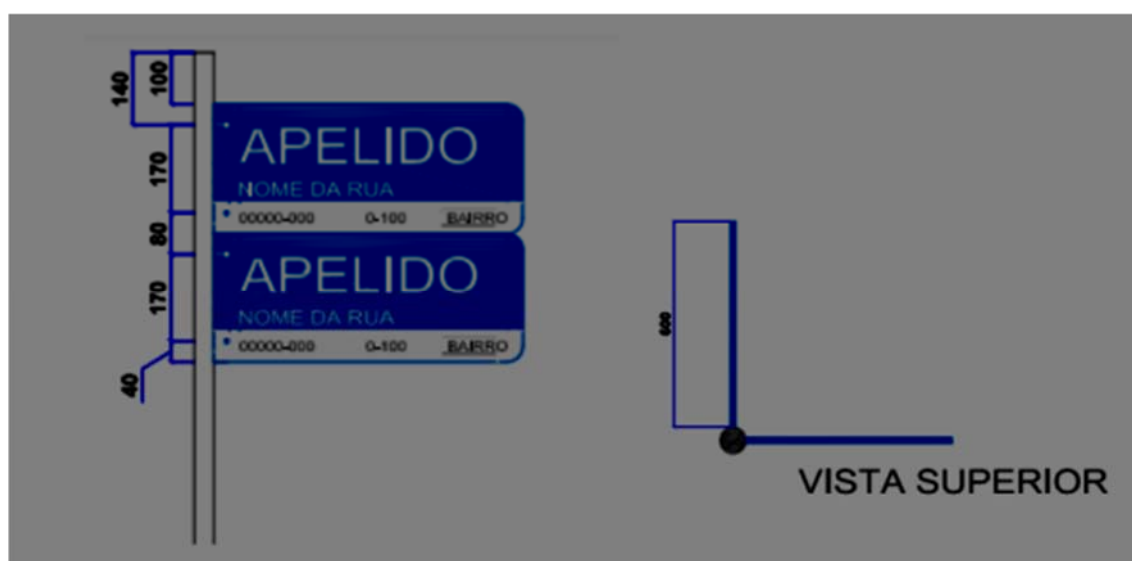 140
100
170
80
170
40
APELIDO
NOME DA RUA
00000-000 0-100 BAIRRO
APELIDO
NOME DA RUA
00000-000 0-100 BAIRRO
600
VISTA SUPERIOR